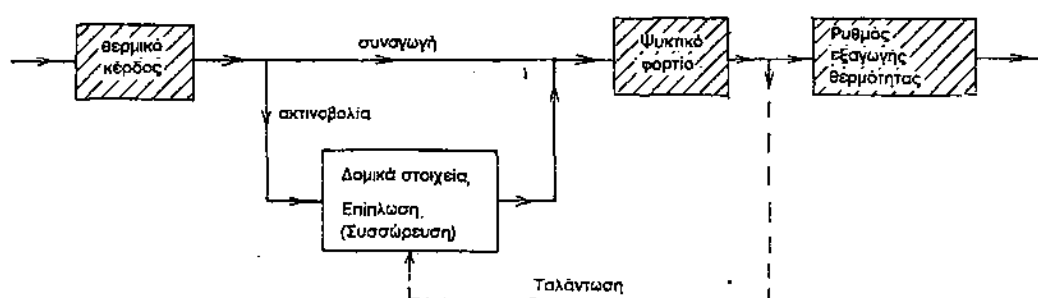 θερμικό
κέρδος
συναγωγή
ακτινοβολία
Δομικά στοιχεία,
Επίπλωση,
(Συσσώρευση)
Ψυκτικό
φορτίο
Ρυθμός
εξαγωγής
θερμότητας
Ταλάντωση